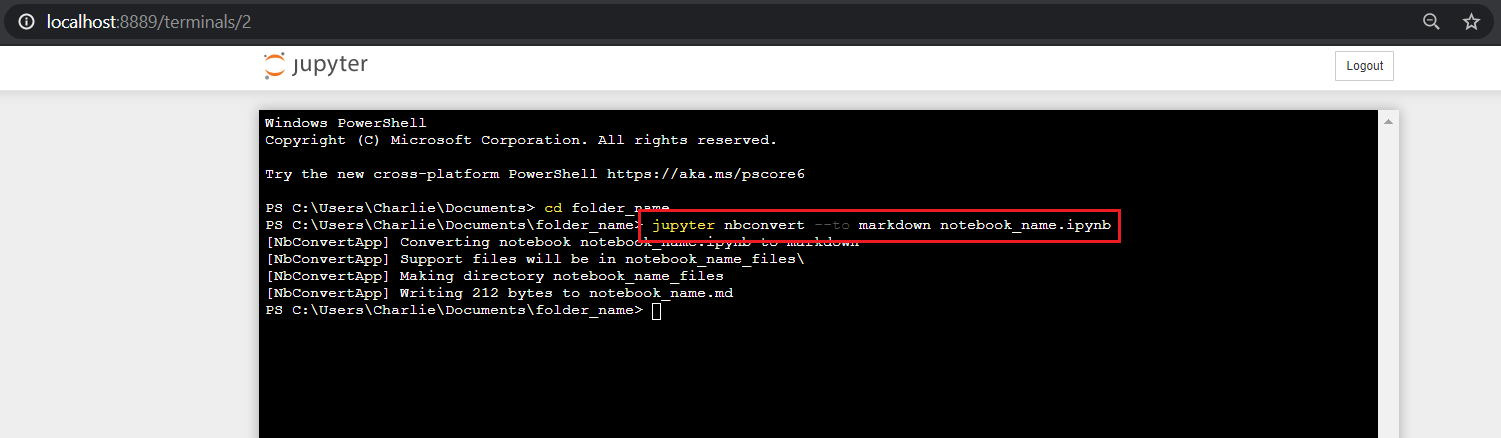 localhost:8889/terminals/2
jupyter
Logout
Windows PowerShell
Copyright (C) Microsoft Corporation. All rights reserved.
Try the new cross-platform PowerShell https://aka.ms/pscore6
PS C:\Users\Charlie\Documents> cd folder_name
PS C:\Users\Charlie\Documents\folder_name> jupyter nbconvert --to markdown notebook_name.ipynb
[NbConvertApp] Converting notebook notebook_name.ipynb to markdown
[NbConvertApp] Support files will be in notebook_name_files\
[NbConvertApp] Making directory notebook_name_files
[NbConvertApp] Writing 212 bytes to notebook_name.md
PS C:\Users\Charlie\Documents\folder_name>